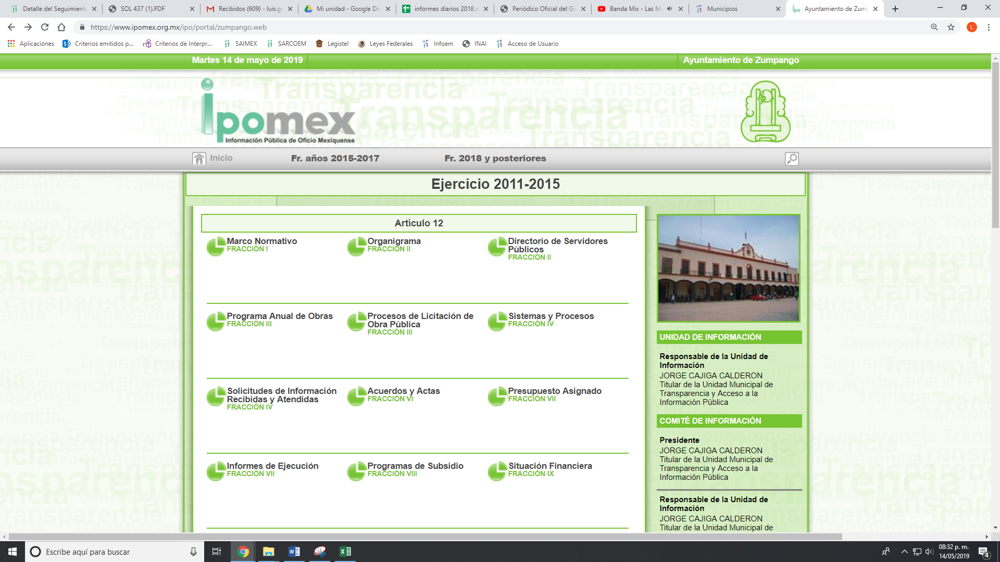 Detalle del Seguimiento
SOL 437 (1).PDF
Recibidos (609) - luis.g
Mi unidad - Google Dri
informes diarios 2018.x
Periódico Oficial del Go
Banda Mix - Las M
Municipios
Ayuntamiento de Zump
https://www.ipomex.org.mx/ipo/portal/zumpango.web
L
Aplicaciones
Criterios emitidos p...
Criterios de Interpr...
SAIMEX
SARCOEM
Legistel
Leyes Federales
Infoem
INAI
Acceso de Usuario
Martes 14 de mayo de 2019
Ayuntamiento de Zumpango
Transparencia
ipomex
Información Pública de Oficio Mexiquense
Inicio
Fr. años 2015-2017
Fr. 2018 y posteriores
Ejercicio 2011-2015
Artículo 12
Marco Normativo
FRACCIÓN I
Organigrama
FRACCIÓN II
Directorio de Servidores
Públicos
FRACCIÓN II
Programa Anual de Obras
FRACCIÓN III
Procesos de Licitación de
Obra Pública
FRACCIÓN III
Sistemas y Procesos
FRACCIÓN IV
Solicitudes de Información
Recibidas y Atendidas
FRACCIÓN IV
Acuerdos y Actas
FRACCIÓN VI
Presupuesto Asignado
FRACCIÓN VII
Informes de Ejecución
FRACCIÓN VII
Programas de Subsidio
FRACCIÓN VIII
Situación Financiera
FRACCIÓN IX
UNIDAD DE INFORMACIÓN
Responsable de la Unidad de
Información
JORGE CAJIGA CALDERON
Titular de la Unidad Municipal de
Transparencia y Acceso a la
Información Pública
COMITÉ DE INFORMACIÓN
Presidente
JORGE CAJIGA CALDERON
Titular de la Unidad Municipal de
Transparencia y Acceso a la
Información Pública
Responsable de la Unidad de
Información
JORGE CAJIGA CALDERON
Titular de la Unidad Municipal de
Escribe aquí para buscar
08:32 p. m.
14/05/2019
4